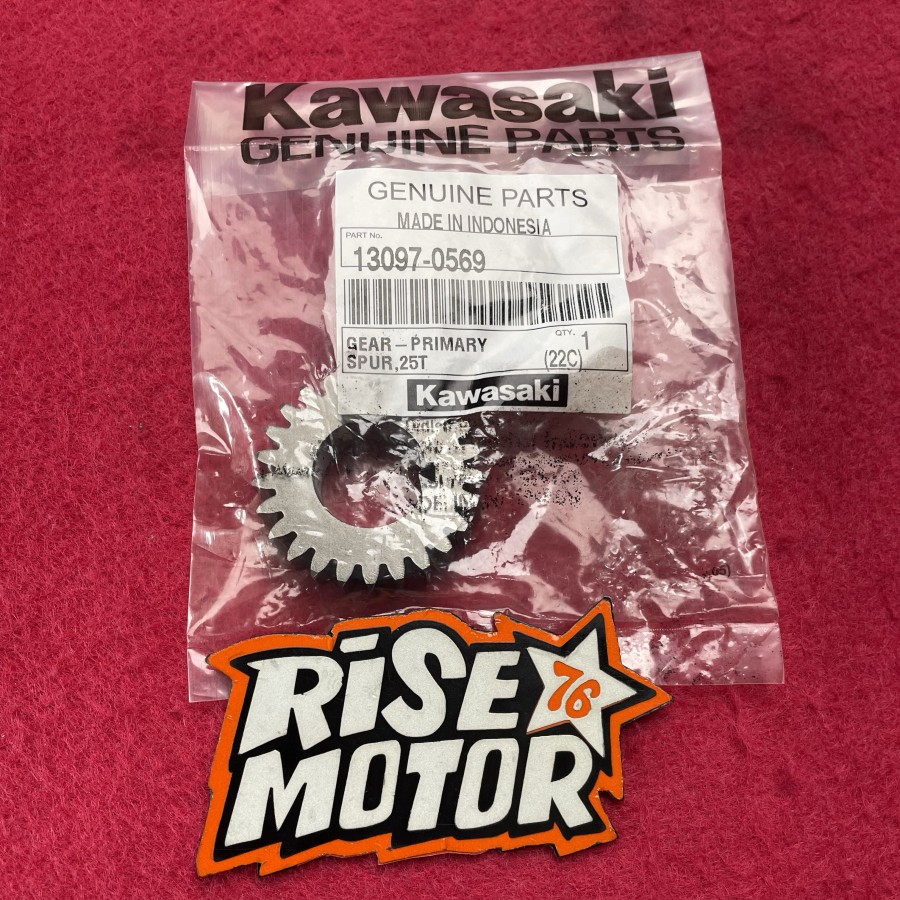 Kawasaki
GENUINE PARTS
GENUINE PARTS
MADE IN INDONESIA
PART No.
13097-0569
GEAR – PRIMARY
SPUR,25T
QTY. 1
(22C)
Kawasaki
RiSE 76
MOTOR